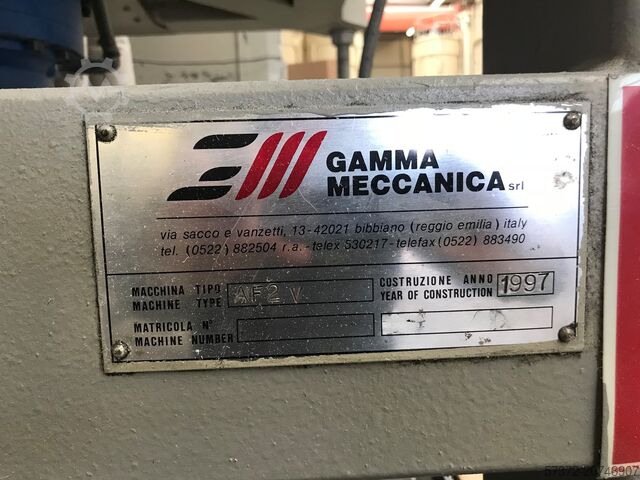 GAMMA
MECCANICA srl
via sacco e vanzetti, 13-42021 bibbiano (reggio emilia) italy
tel. (0522) 882504 r.a.-telex 530217-telefax (0522) 883490
MACCHINA TIPO
MACHINE TYPE
AF2V
COSTRUZIONE ANNO
YEAR OF CONSTRUCTION
1997
MATRICOLA N°
MACHINE NUMBER